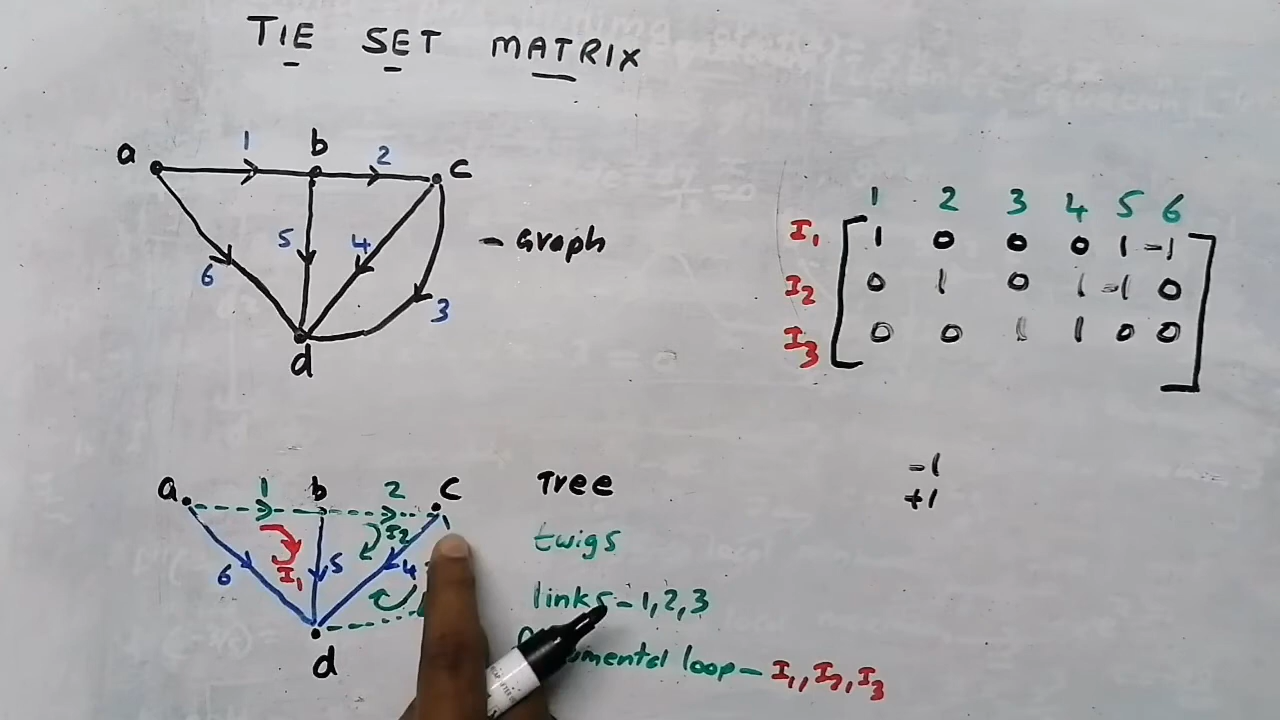 TIE SET MATRIX
a 1 b 2 c
5 4
6 3
d
- Graph
1 2 3 4 5 6
I1 1 0 0 0 1 -1
I2 0 1 0 1 -1 0
I3 0 0 1 1 0 0
-1
+1
a 1 b 2 c
I2
6 I1 5 4
d
Tree
twigs
links - 1,2,3
loop - I1, I2, I3